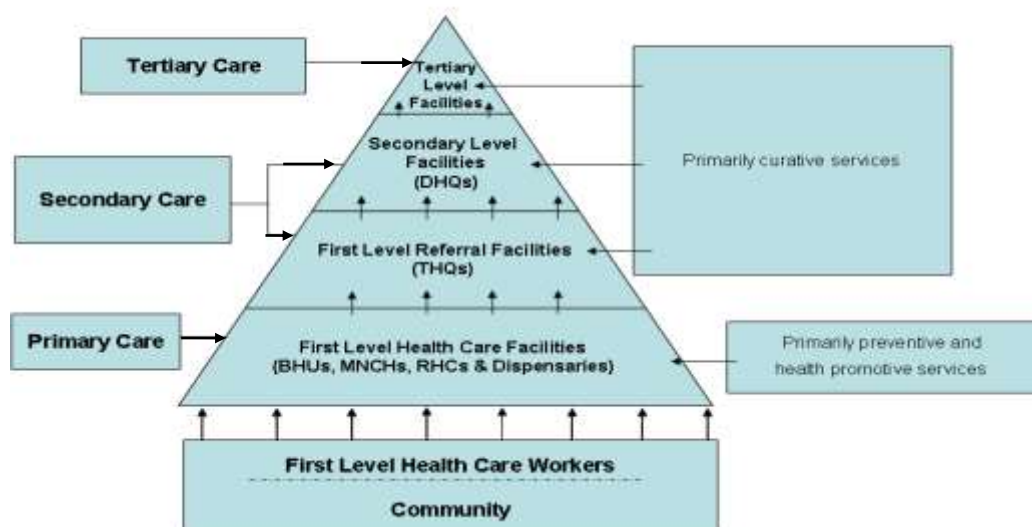 Tertiary Care
Tertiary
Level
Facilities
Secondary Level
Facilities
(DHQs)
Primarily curative services
Secondary Care
First Level Referral Facilities
(THQs)
Primary Care
First Level Health Care Facilities
(BHUs, MNCHs, RHCs & Dispensaries)
Primarily preventive and
health promotive services
First Level Health Care Workers
Community